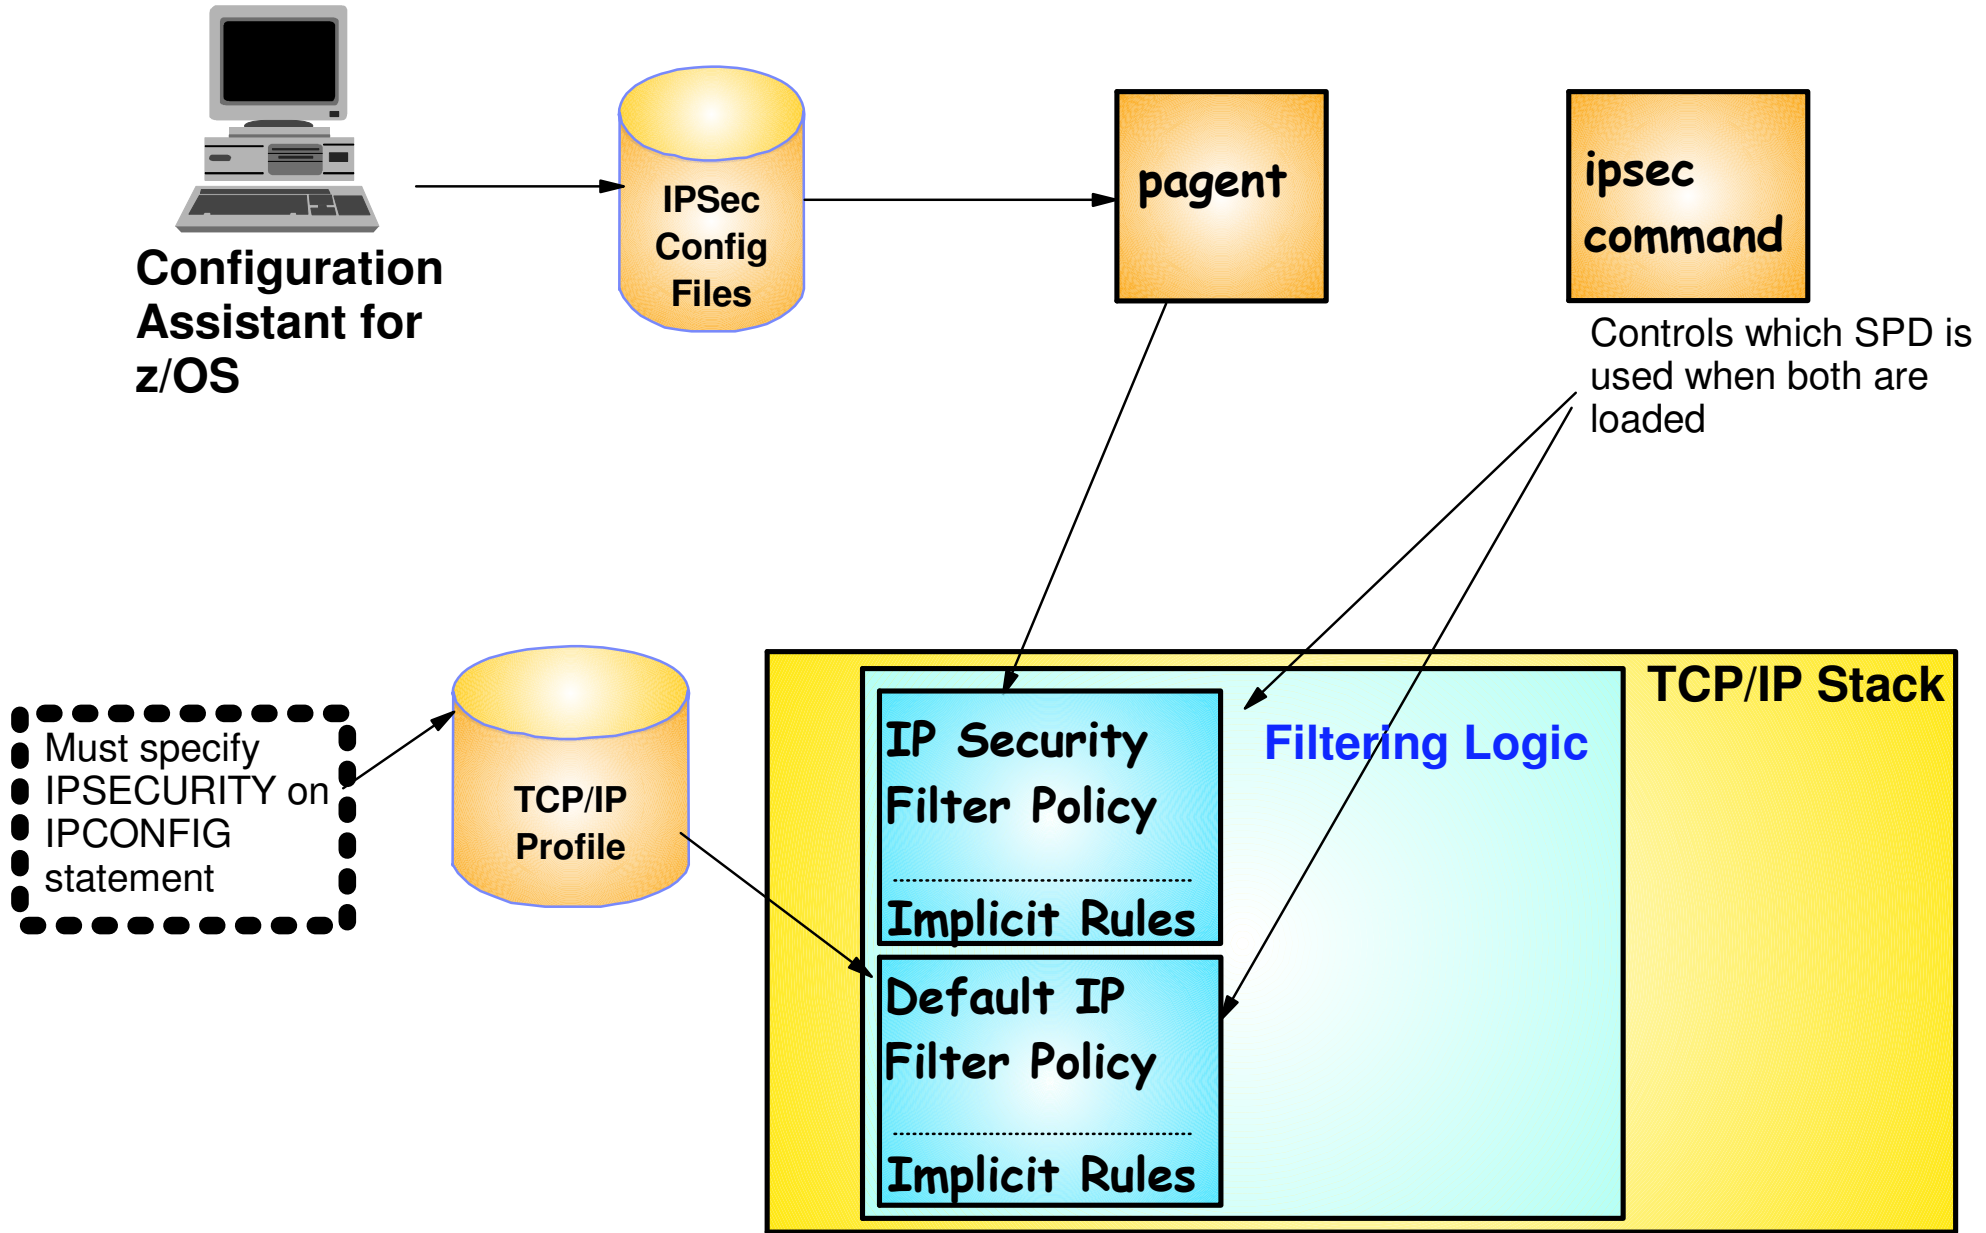 Configuration
Assistant for
z/OS
IPSec
Config
Files
pagent
ipsec
command
Controls which SPD is
used when both are
loaded
Must specify
IPSECURITY on
IPCONFIG
statement
TCP/IP
Profile
TCP/IP Stack
Filtering Logic
IP Security
Filter Policy
Implicit Rules
Default IP
Filter Policy
Implicit Rules